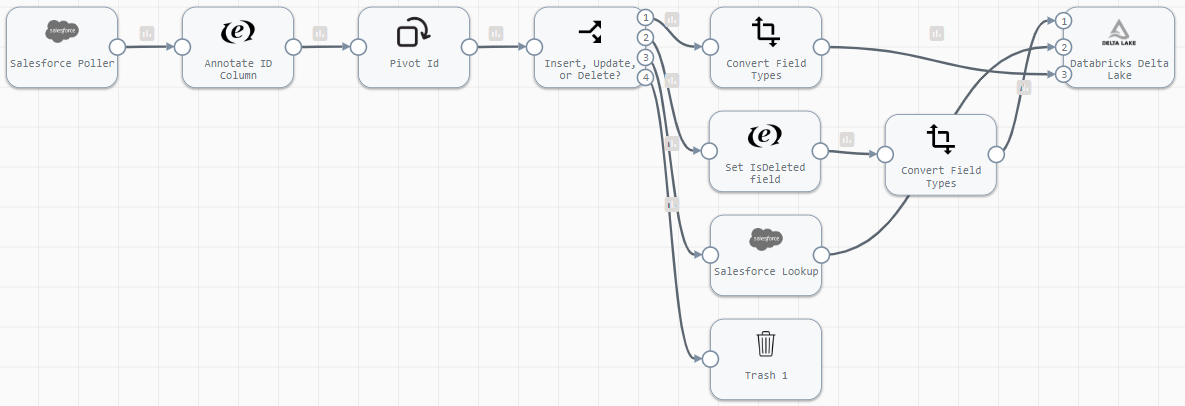 salesforce
Salesforce Poller
Annotate ID
Column
Pivot Id
Insert, Update,
or Delete?
1
2
3
4
Convert Field
Types
1
2
3
DELTA LAKE
Databricks Delta
Lake
Set IsDeleted
field
Convert Field
Types
salesforce
Salesforce Lookup
Trash 1